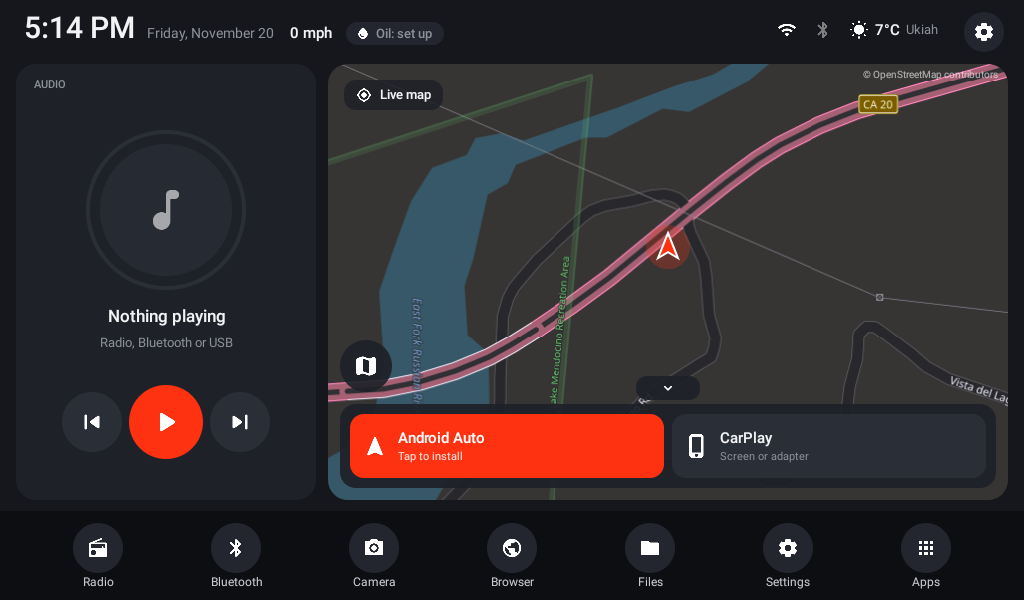 5:14 PM
Friday, November 20
0 mph
Oil: set up
7°C
Ukiah
AUDIO
Live map
© OpenStreetMap contributors
CA 20
East Fork Russian Ri
ake Mendocino Recreation Area
Vista del Lag
Nothing playing
Radio, Bluetooth or USB
Android Auto
Tap to install
CarPlay
Screen or adapter
Radio
Bluetooth
Camera
Browser
Files
Settings
Apps